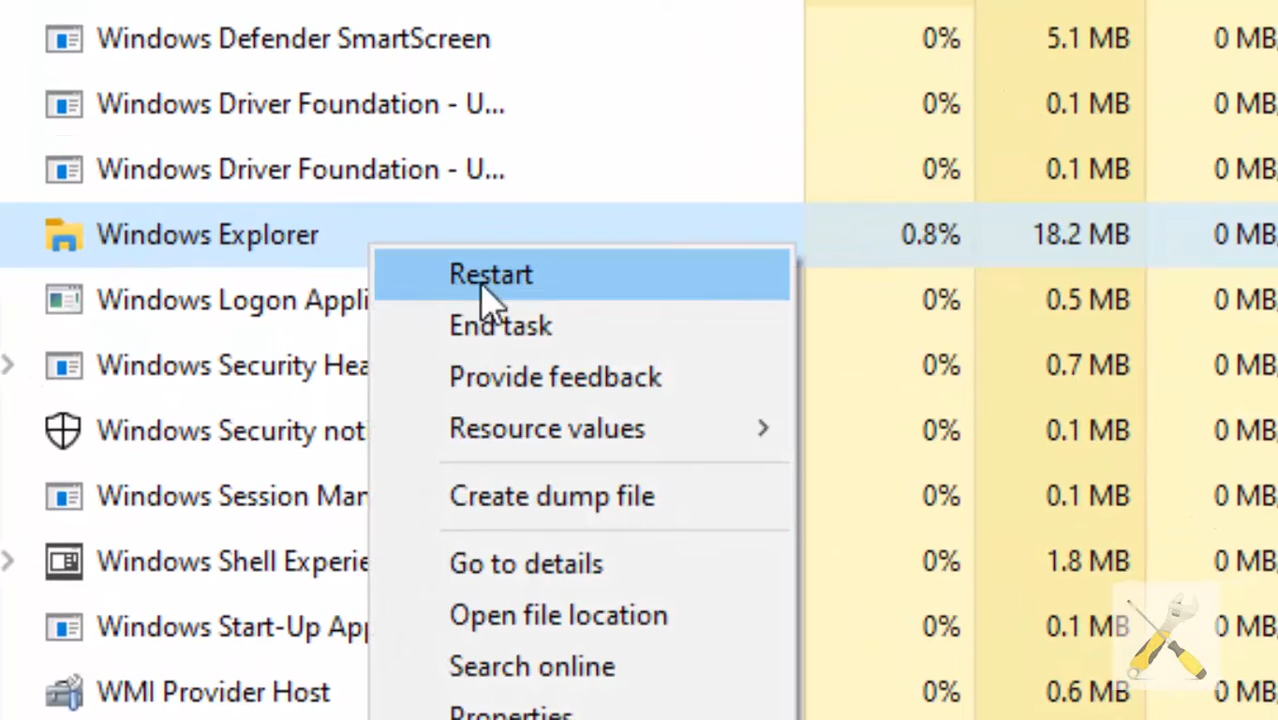 Windows Defender SmartScreen 0% 5.1 MB 0 MB
Windows Driver Foundation - U... 0% 0.1 MB 0 MB
Windows Driver Foundation - U... 0% 0.1 MB 0 MB
Windows Explorer 0.8% 18.2 MB 0 MB
Restart
Windows Logon Appli 0% 0.5 MB 0 MB
End task
Windows Security Hea 0% 0.7 MB 0 MB
Provide feedback
Windows Security not 0% 0.1 MB 0 MB
Resource values
Windows Session Man 0% 0.1 MB 0 MB
Create dump file
Windows Shell Experie 0% 1.8 MB 0 MB
Go to details
Windows Start-Up App 0% 0.1 MB 0 MB
Open file location
Search online
WMI Provider Host 0% 0.6 MB 0 MB
Properties